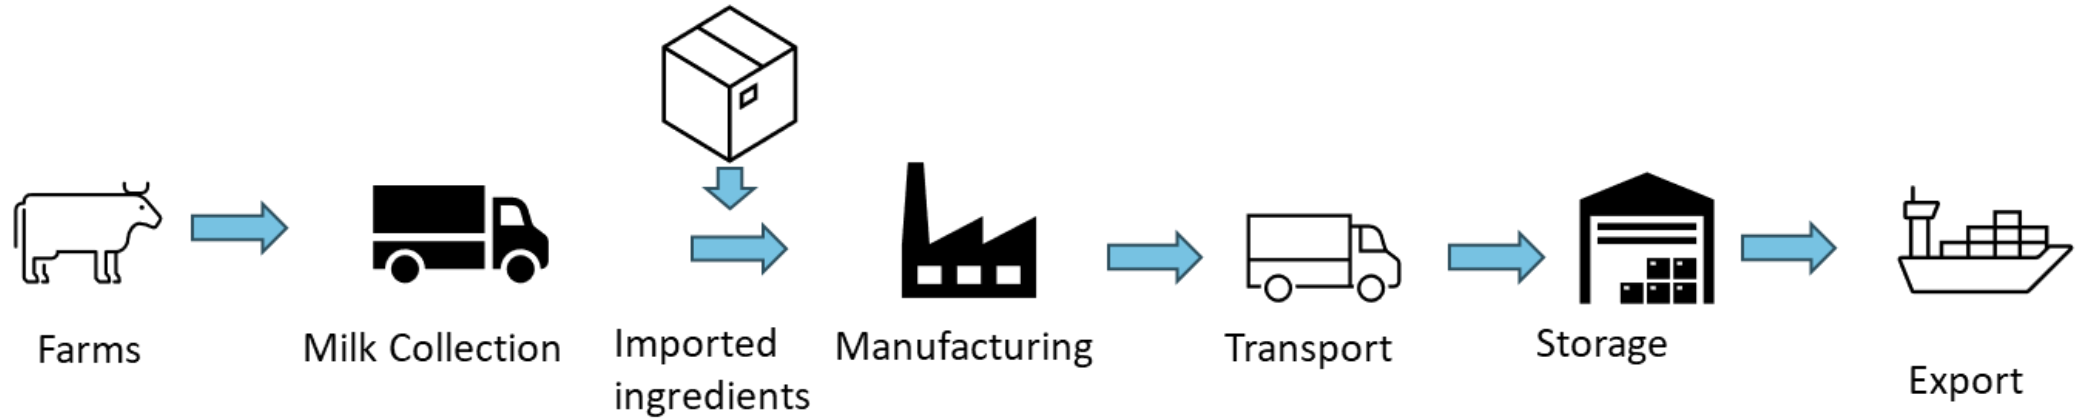 Farms
Milk Collection
Imported
ingredients
Manufacturing
Transport
Storage
Export